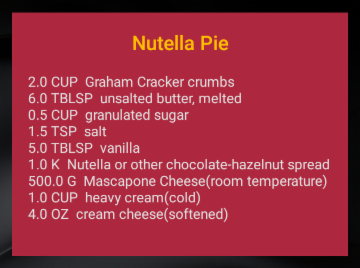 Nutella Pie
2.0 CUP Graham Cracker crumbs
6.0 TBLSP unsalted butter, melted
0.5 CUP granulated sugar
1.5 TSP salt
5.0 TBLSP vanilla
1.0 K Nutella or other chocolate-hazelnut spread
500.0 G Mascapone Cheese(room temperature)
1.0 CUP heavy cream(cold)
4.0 OZ cream cheese(softened)